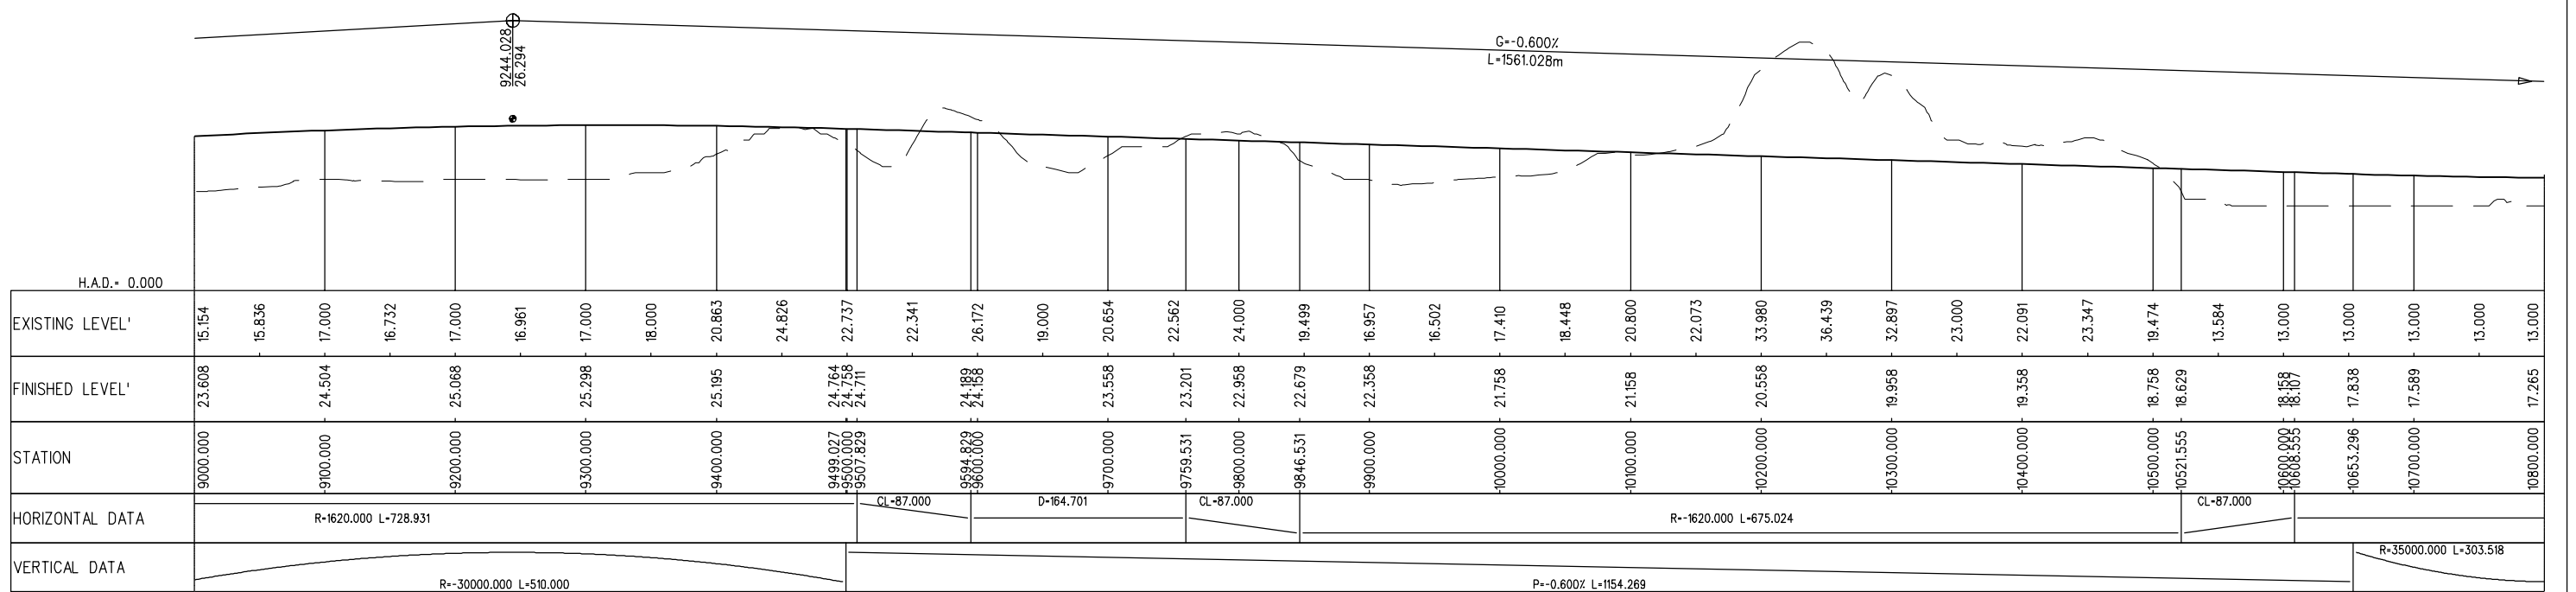 9244.028
26.294
G=-0.600%
L=1561.028m
H.A.D.= 0.000
EXISTING LEVEL' 15.154 15.836 17.000 16.732 17.000 16.961 17.000 18.000 20.863 24.826 22.737 22.341 26.172 19.000 20.654 22.562 24.000 19.499 16.957 16.502 17.410 18.448 20.800 22.073 33.980 36.439 32.897 23.000 22.091 23.347 19.474 13.584 13.000 13.000 13.000 13.000 13.000
FINISHED LEVEL' 23.608 24.504 25.068 25.298 25.195 24.764 24.758 24.711 24.189 24.158 23.558 23.201 22.958 22.679 22.358 21.758 21.158 20.558 19.958 19.358 18.758 18.629 18.158 18.107 17.838 17.589 17.265
STATION 9000.000 9100.000 9200.000 9300.000 9400.000 9499.027 9500.000 9507.829 9594.829 9600.000 9700.000 9759.531 9800.000 9846.531 9900.000 10000.000 10100.000 10200.000 10300.000 10400.000 10500.000 10521.555 10600.000 10608.555 10653.296 10700.000 10800.000
HORIZONTAL DATA R=1620.000 L=728.931 CL=87.000 D=164.701 CL=87.000 R=-1620.000 L=675.024 CL=87.000
VERTICAL DATA R=-30000.000 L=510.000 P=-0.600% L=1154.269 R=35000.000 L=303.518